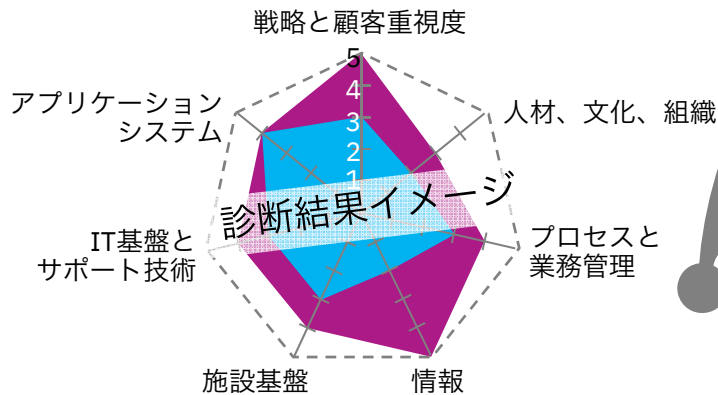 戦略と顧客重視度
5
4
3
2
1
アプリケーション
システム
人材、文化、組織
診断結果イメージ
IT基盤と
サポート技術
プロセスと
業務管理
施設基盤
情報